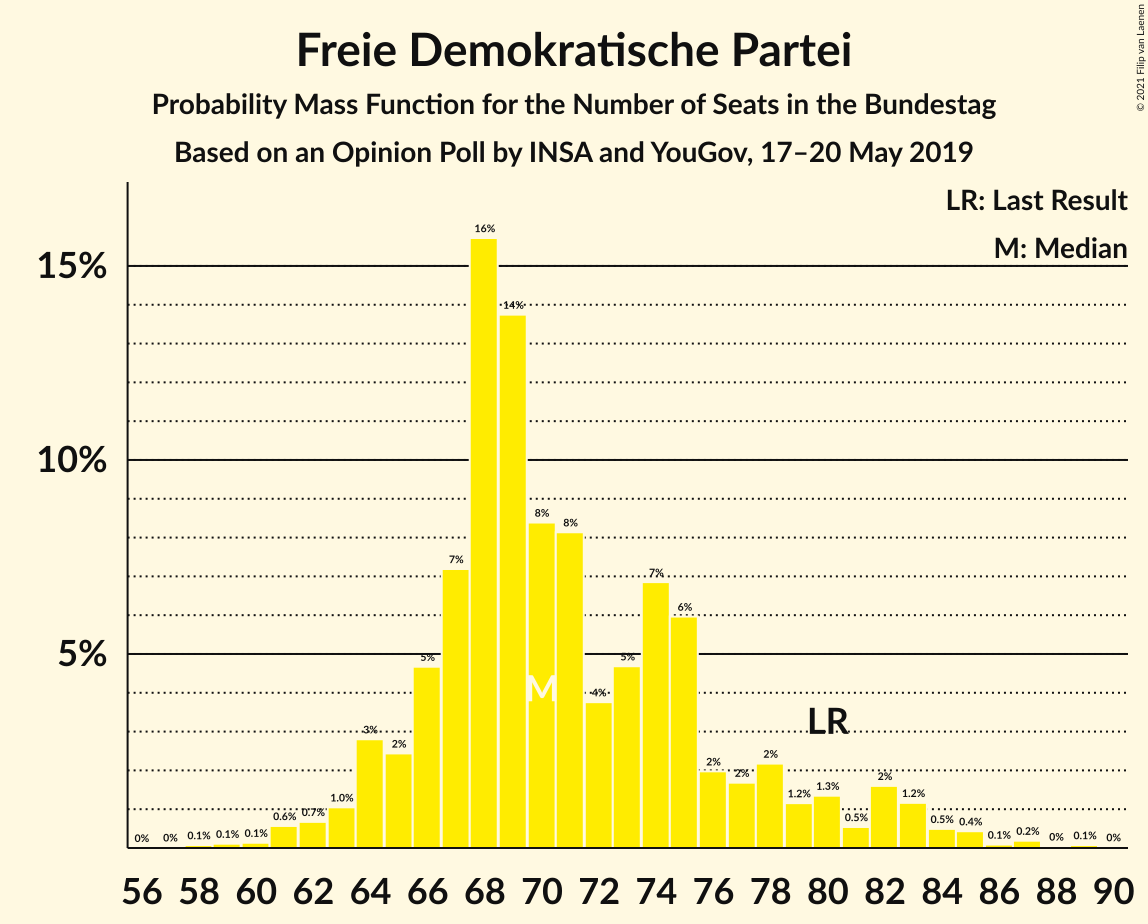 Freie Demokratische Partei
Probability Mass Function for the Number of Seats in the Bundestag
Based on an Opinion Poll by INSA and YouGov, 17–20 May 2019
© 2021 Filip van Laenen
LR: Last Result
M: Median
15%
10%
5%
0% 0% 0.1% 0.1% 0.1% 0.6% 0.7% 1.0% 3% 2% 5% 7% 16% 14% 8% 8% 4% 5% 7% 6% 2% 2% 2% 1.2% 1.3% 0.5% 2% 1.2% 0.5% 0.4% 0.1% 0.2% 0% 0.1% 0%
M
LR
56 58 60 62 64 66 68 70 72 74 76 78 80 82 84 86 88 90